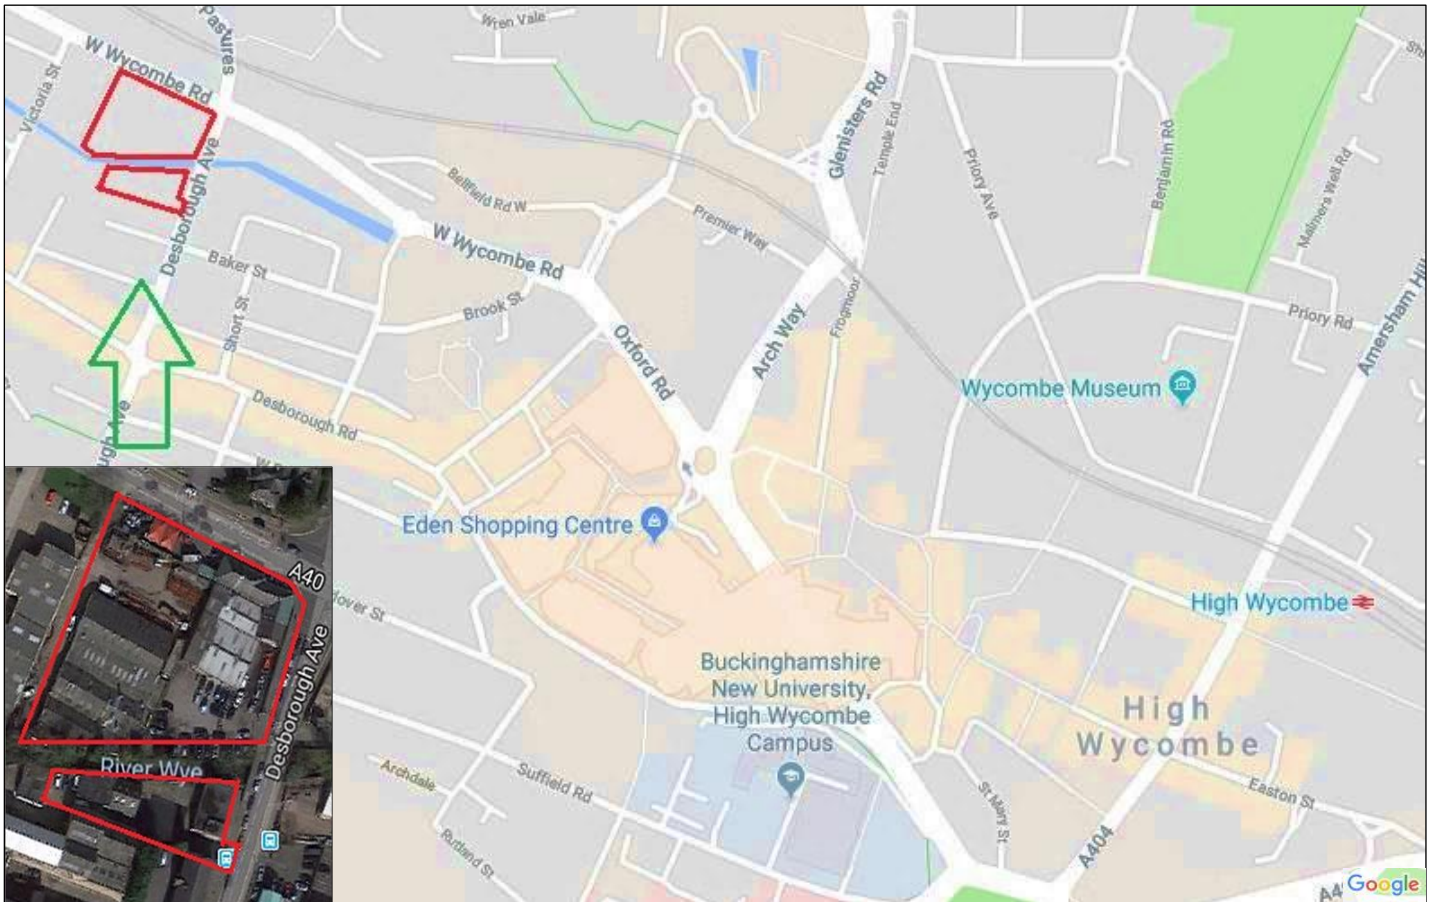 Wren Vale
Pastures
W Wycombe Rd
Victoria St
Glenisters Rd
Temple End
Priory Ave
Benjamin Rd
Malmers Well Rd
Desborough Ave
Bellfield Rd W
Premier Way
W Wycombe Rd
Baker St
Brook St
Short St
Frogmoor
Priory Rd
Amersham Hill
Oxford Rd
Arch Way
Wycombe Museum
Desborough Rd
ugh Ave
Eden Shopping Centre
A40
High Wycombe
Desborough Ave
River Wye
Buckinghamshire
New University,
High Wycombe
Campus
High
Wycombe
Suffield Rd
Archdale
Rutland St
St Mary St
Easton St
A404
Google